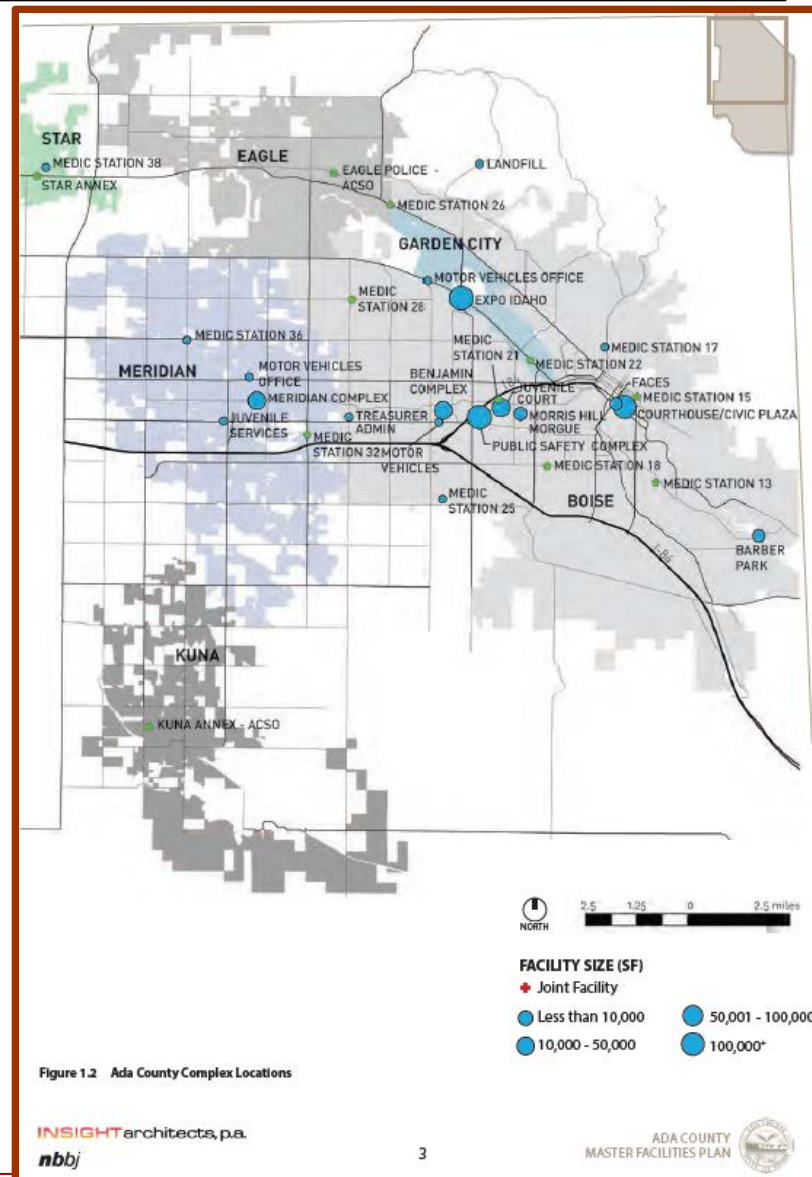 STAR
MEDIC STATION 38
STAR ANNEX
EAGLE
EAGLE POLICE -
ACSO
LANDFILL
MEDIC STATION 26
GARDEN CITY
MOTOR VEHICLES OFFICE
EXPO IDAHO
MEDIC
STATION 28
MEDIC STATION 36
MERIDIAN
MOTOR VEHICLES
OFFICE
MERIDIAN COMPLEX
JUVENILE
SERVICES
MEDIC
STATION 21
MEDIC STATION 22
MEDIC STATION 17
BENJAMIN
COMPLEX
JUVENILE
COURT
FACES
MEDIC STATION 15
COURTHOUSE/CIVIC PLAZA
TREASURER
ADMIN
MORRIS HILL
MORGUE
PUBLIC SAFETY COMPLEX
MEDIC
STATION 32
MOTOR
VEHICLES
MEDIC STATION 18
MEDIC STATION 13
MEDIC
STATION 25
BOISE
I-84
BARBER
PARK
KUNA
KUNA ANNEX - ACSO
NORTH
2.5 1.25 0 2.5 miles
FACILITY SIZE (SF)
Joint Facility
Less than 10,000
50,001 - 100,000
10,000 - 50,000
100,000+
Figure 1.2 Ada County Complex Locations
INSIGHTarchitects, p.a.
nbbj
3
ADA COUNTY
MASTER FACILITIES PLAN